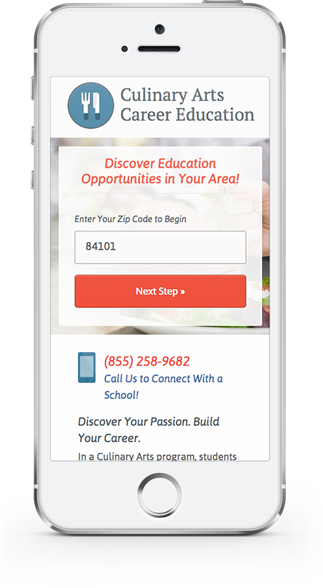 Culinary Arts
Career Education
Discover Education
Opportunities in Your Area!
Enter Your Zip Code to Begin
84101
Next Step »
(855) 258-9682
Call Us to Connect With a
School!
Discover Your Passion. Build
Your Career.
In a Culinary Arts program, students